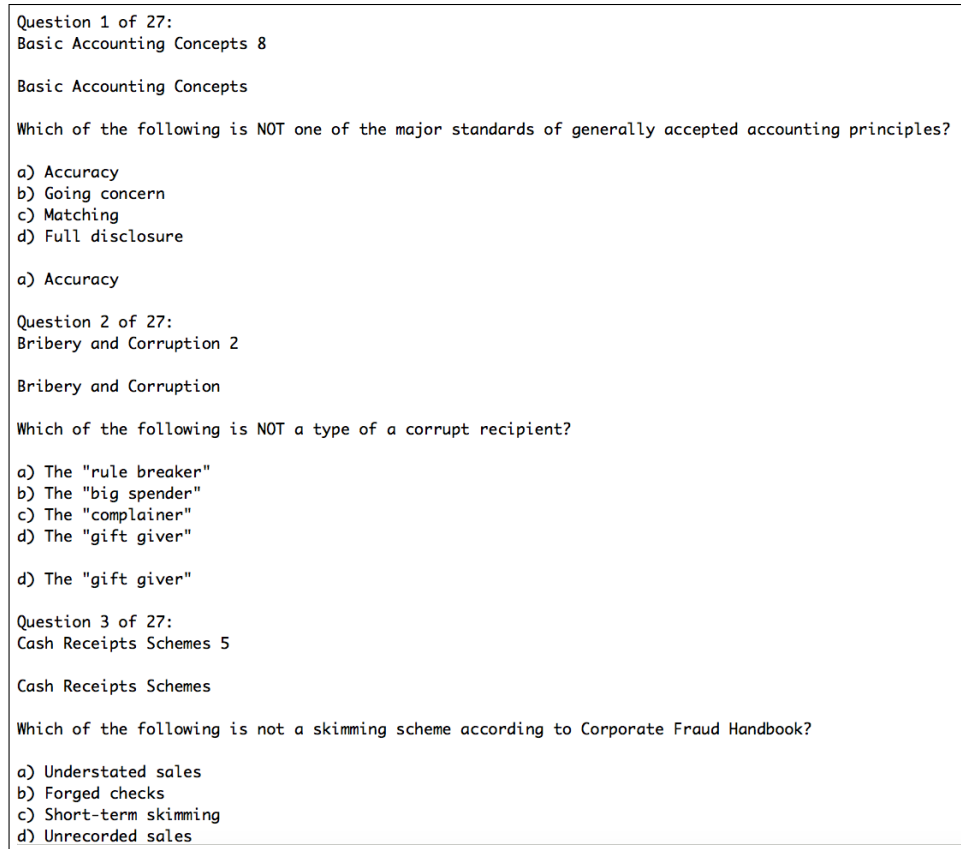 Question 1 of 27:
Basic Accounting Concepts 8
Basic Accounting Concepts
Which of the following is NOT one of the major standards of generally accepted accounting principles?
a) Accuracy
b) Going concern
c) Matching
d) Full disclosure
a) Accuracy
Question 2 of 27:
Bribery and Corruption 2
Bribery and Corruption
Which of the following is NOT a type of a corrupt recipient?
a) The "rule breaker"
b) The "big spender"
c) The "complainer"
d) The "gift giver"
d) The "gift giver"
Question 3 of 27:
Cash Receipts Schemes 5
Cash Receipts Schemes
Which of the following is not a skimming scheme according to Corporate Fraud Handbook?
a) Understated sales
b) Forged checks
c) Short-term skimming
d) Unrecorded sales